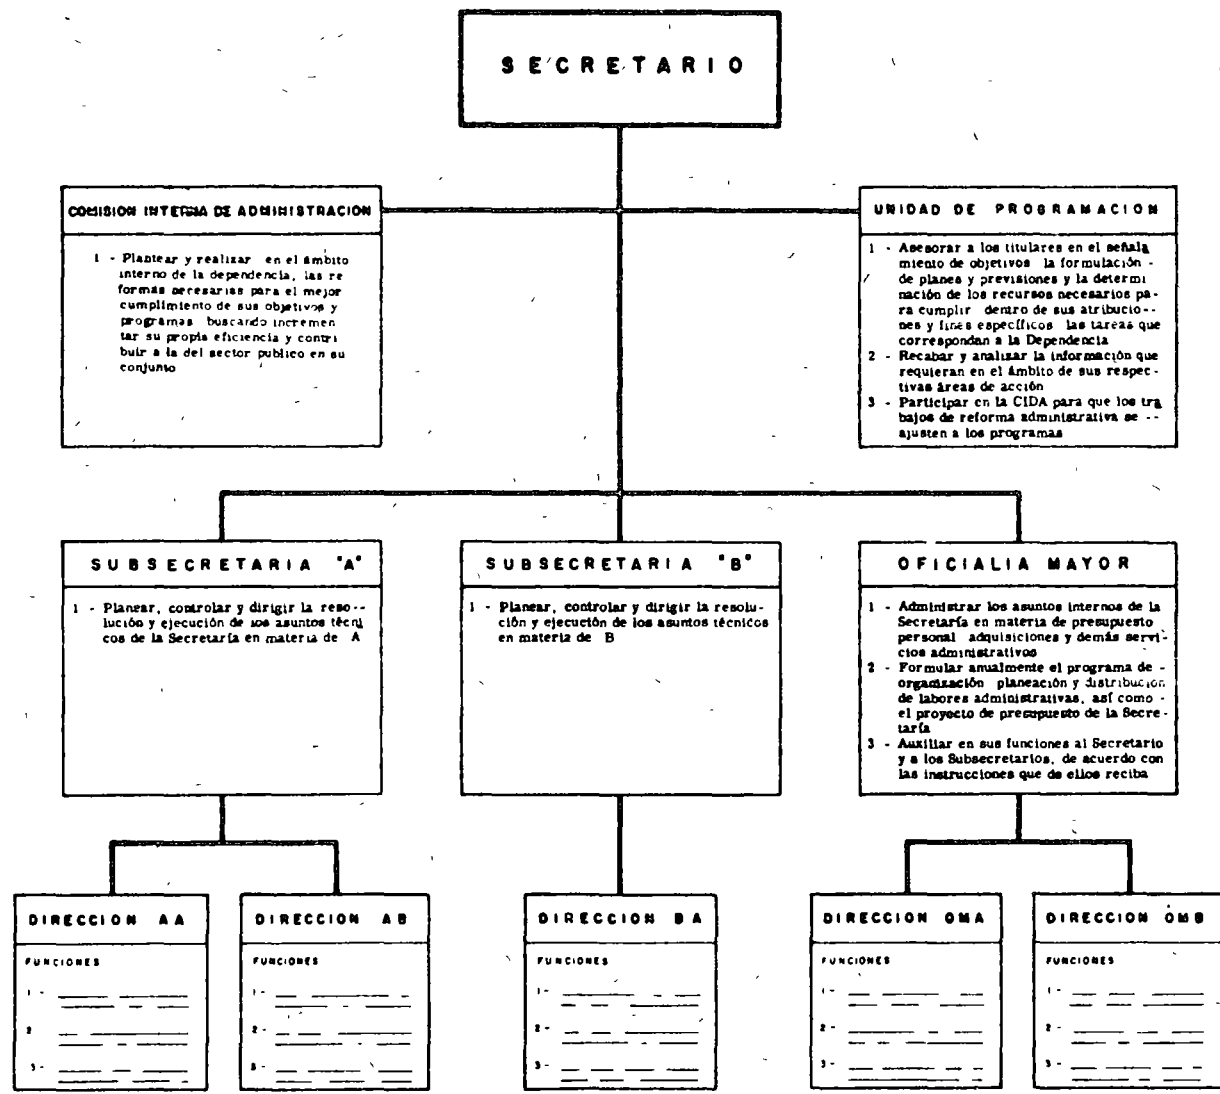 SECRETARIO
COMISION INTERNA DE ADMINISTRACION
1 - Plantear y realizar en el ámbito
interno de la dependencia, las re
formas necesarias para el mejor
cumplimiento de sus objetivos y
programas buscando incremen
tar su propia eficiencia y contri
buir a la del sector publico en su
conjunto
UNIDAD DE PROGRAMACION
1 - Asesorar a los titulares en el señala
miento de objetivos la formulación -
de planes y previsiones y la determi
nación de los recursos necesarios pa-
ra cumplir dentro de sus atribucio--
nes y fines específicos las tareas que
correspondan a la Dependencia
2 - Recabar y analizar la información que
requieran en el ámbito de sus respec-
tivas áreas de acción
3 - Participar en la CIDA para que los tra
bajos de reforma administrativa se --
ajusten a los programas
SUBSECRETARIA "A"
1 - Planear, controlar y dirigir la reso--
lución y ejecución de los asuntos técni
cos de la Secretaría en materia de A
SUBSECRETARIA "B"
1 - Planear, controlar y dirigir la resolu-
ción y ejecución de los asuntos técnicos
en materia de B
OFICIALIA MAYOR
1 - Administrar los asuntos internos de la
Secretaría en materia de presupuesto
personal adquisiciones y demás servi-
cios administrativos
2 - Formular anualmente el programa de -
organización planeación y distribución
de labores administrativas, así como -
el proyecto de presupuesto de la Secre-
taría
3 - Auxiliar en sus funciones al Secretario
y a los Subsecretarios, de acuerdo con
las instrucciones que de ellos reciba
DIRECCION AA
FUNCIONES
1 -
2
3 -
DIRECCION AB
FUNCIONES
1 -
2 -
3 -
DIRECCION BA
FUNCIONES
1 -
2 -
3 -
DIRECCION OMA
FUNCIONES
1 -
2 -
3 -
DIRECCION OMB
FUNCIONES
1 -
2 -
3 -